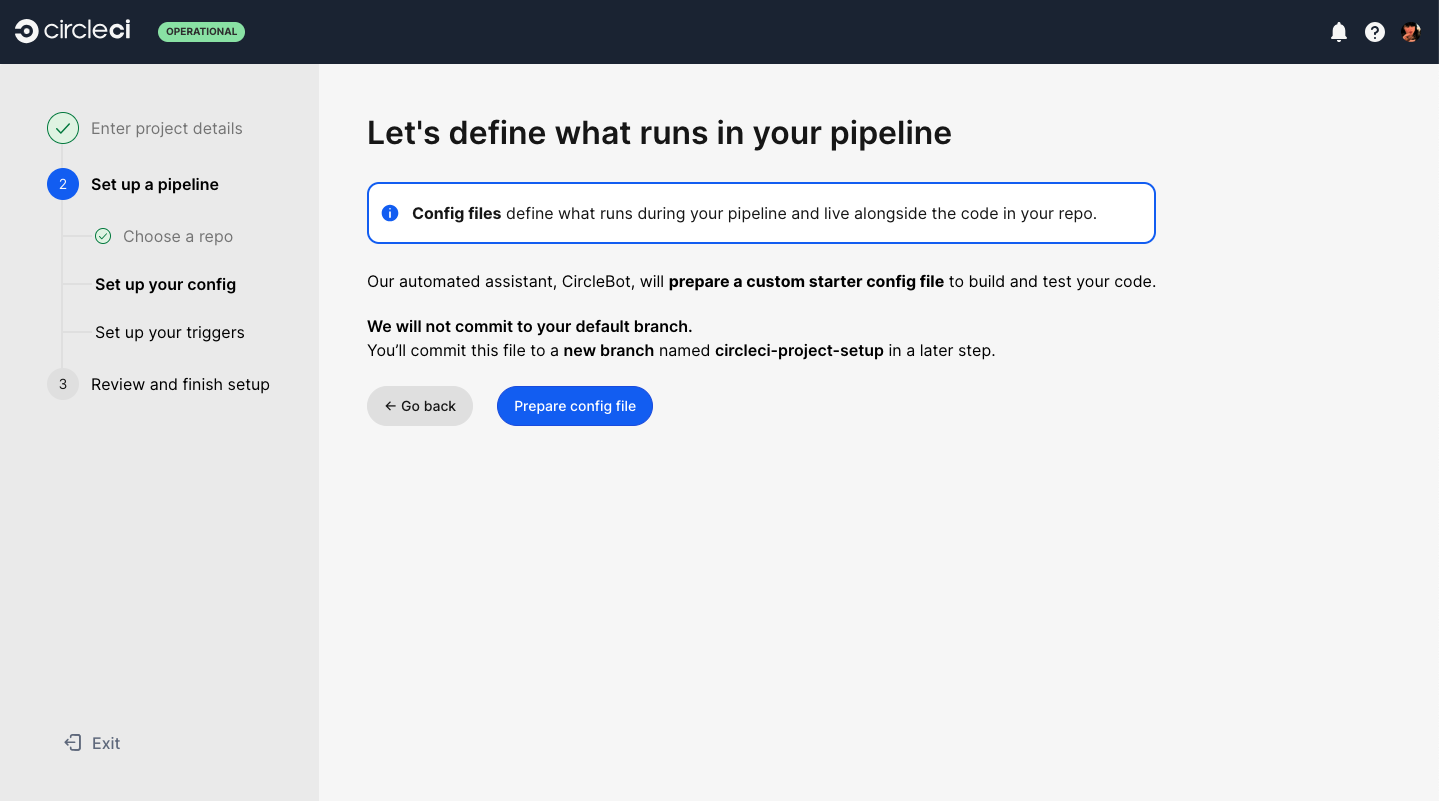 circleci
OPERATIONAL
Enter project details
2
Set up a pipeline
Choose a repo
Set up your config
Set up your triggers
3
Review and finish setup
Exit
Let's define what runs in your pipeline
Config files define what runs during your pipeline and live alongside the code in your repo.
Our automated assistant, CircleBot, will prepare a custom starter config file to build and test your code.
We will not commit to your default branch.
You’ll commit this file to a new branch named circleci-project-setup in a later step.
← Go back
Prepare config file